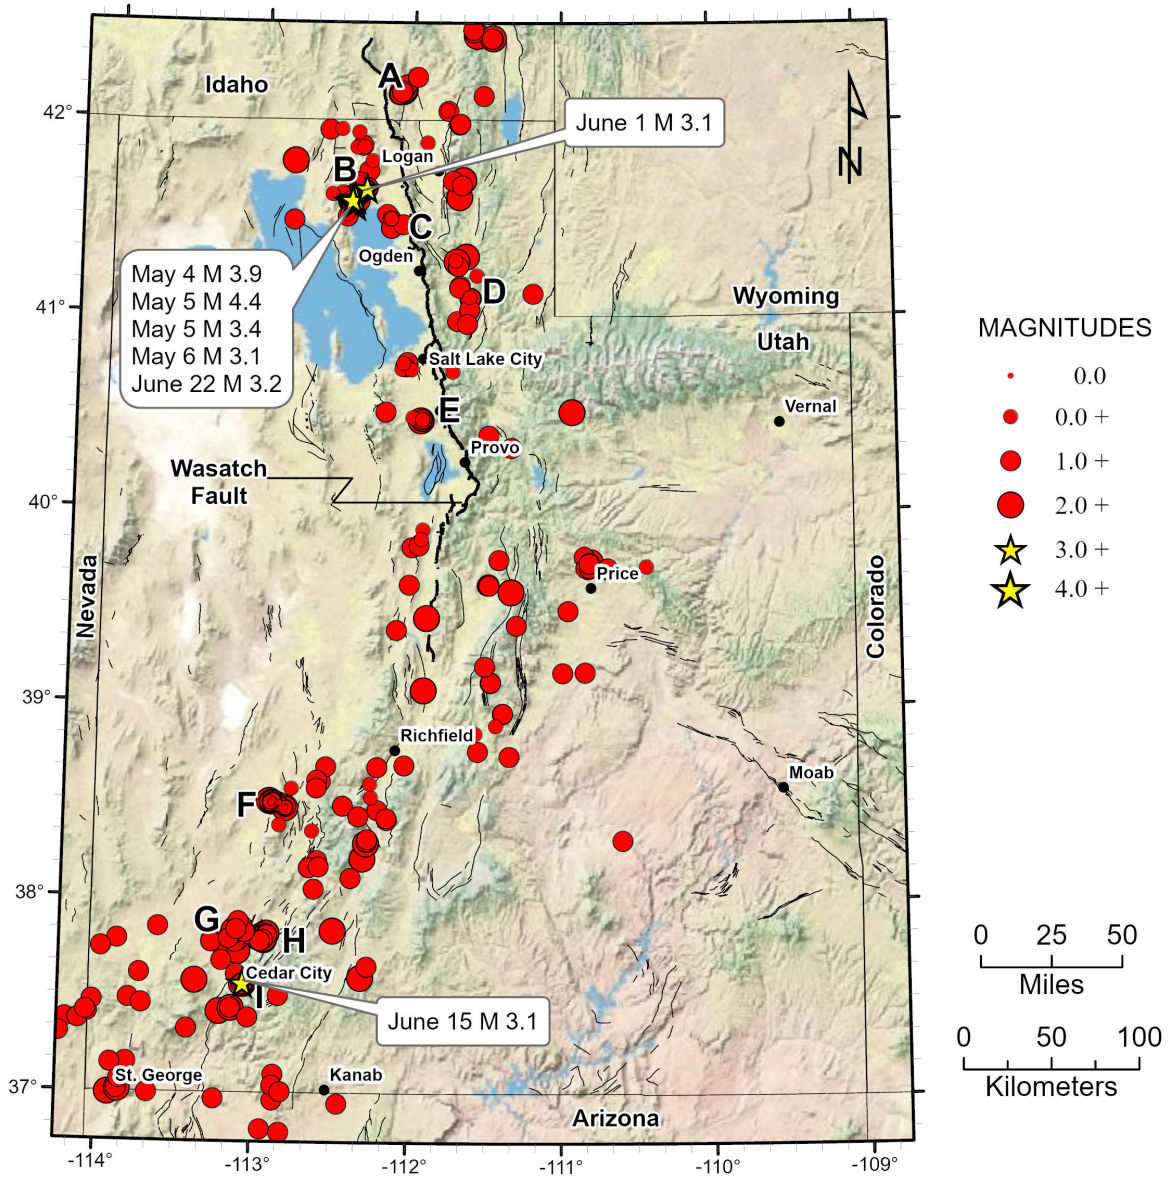 Idaho
A
42°
June 1 M 3.1
N
Logan
B
C
Ogden
May 4 M 3.9
May 5 M 4.4
May 5 M 3.4
May 6 M 3.1
June 22 M 3.2
D
41°
Wyoming
Utah
MAGNITUDES
0.0
0.0 +
1.0 +
2.0 +
3.0 +
4.0 +
Salt Lake City
E
Vernal
Provo
Wasatch
Fault
40°
Nevada
Price
Colorado
39°
Richfield
Moab
F
38°
G
H
Cedar City
I
June 15 M 3.1
0 25 50
Miles
0 50 100
Kilometers
St. George
Kanab
37°
Arizona
-114° -113° -112° -111° -110° -109°